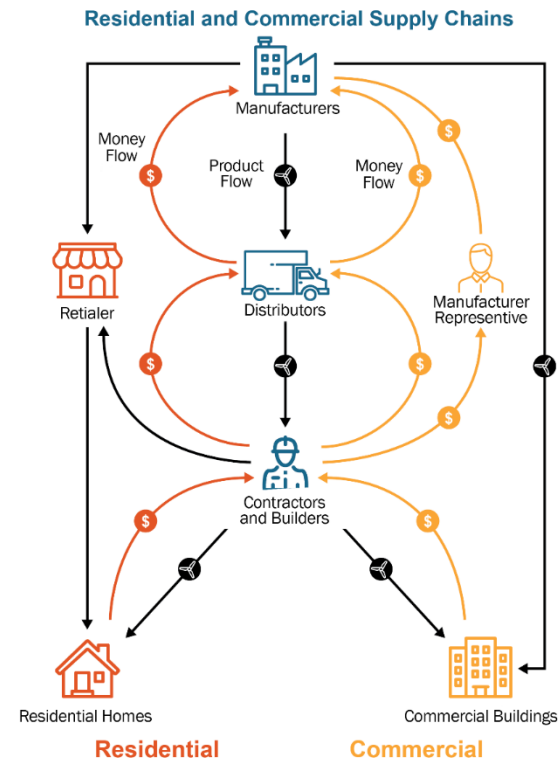 Residential and Commercial Supply Chains
Manufacturers
Money
Flow
Product
Flow
Money
Flow
$
$
$
Retialer
Distributors
Manufacturer
Representive
$
$
$
Contractors
and Builders
$
$
Residential Homes
Commercial Buildings
Residential
Commercial